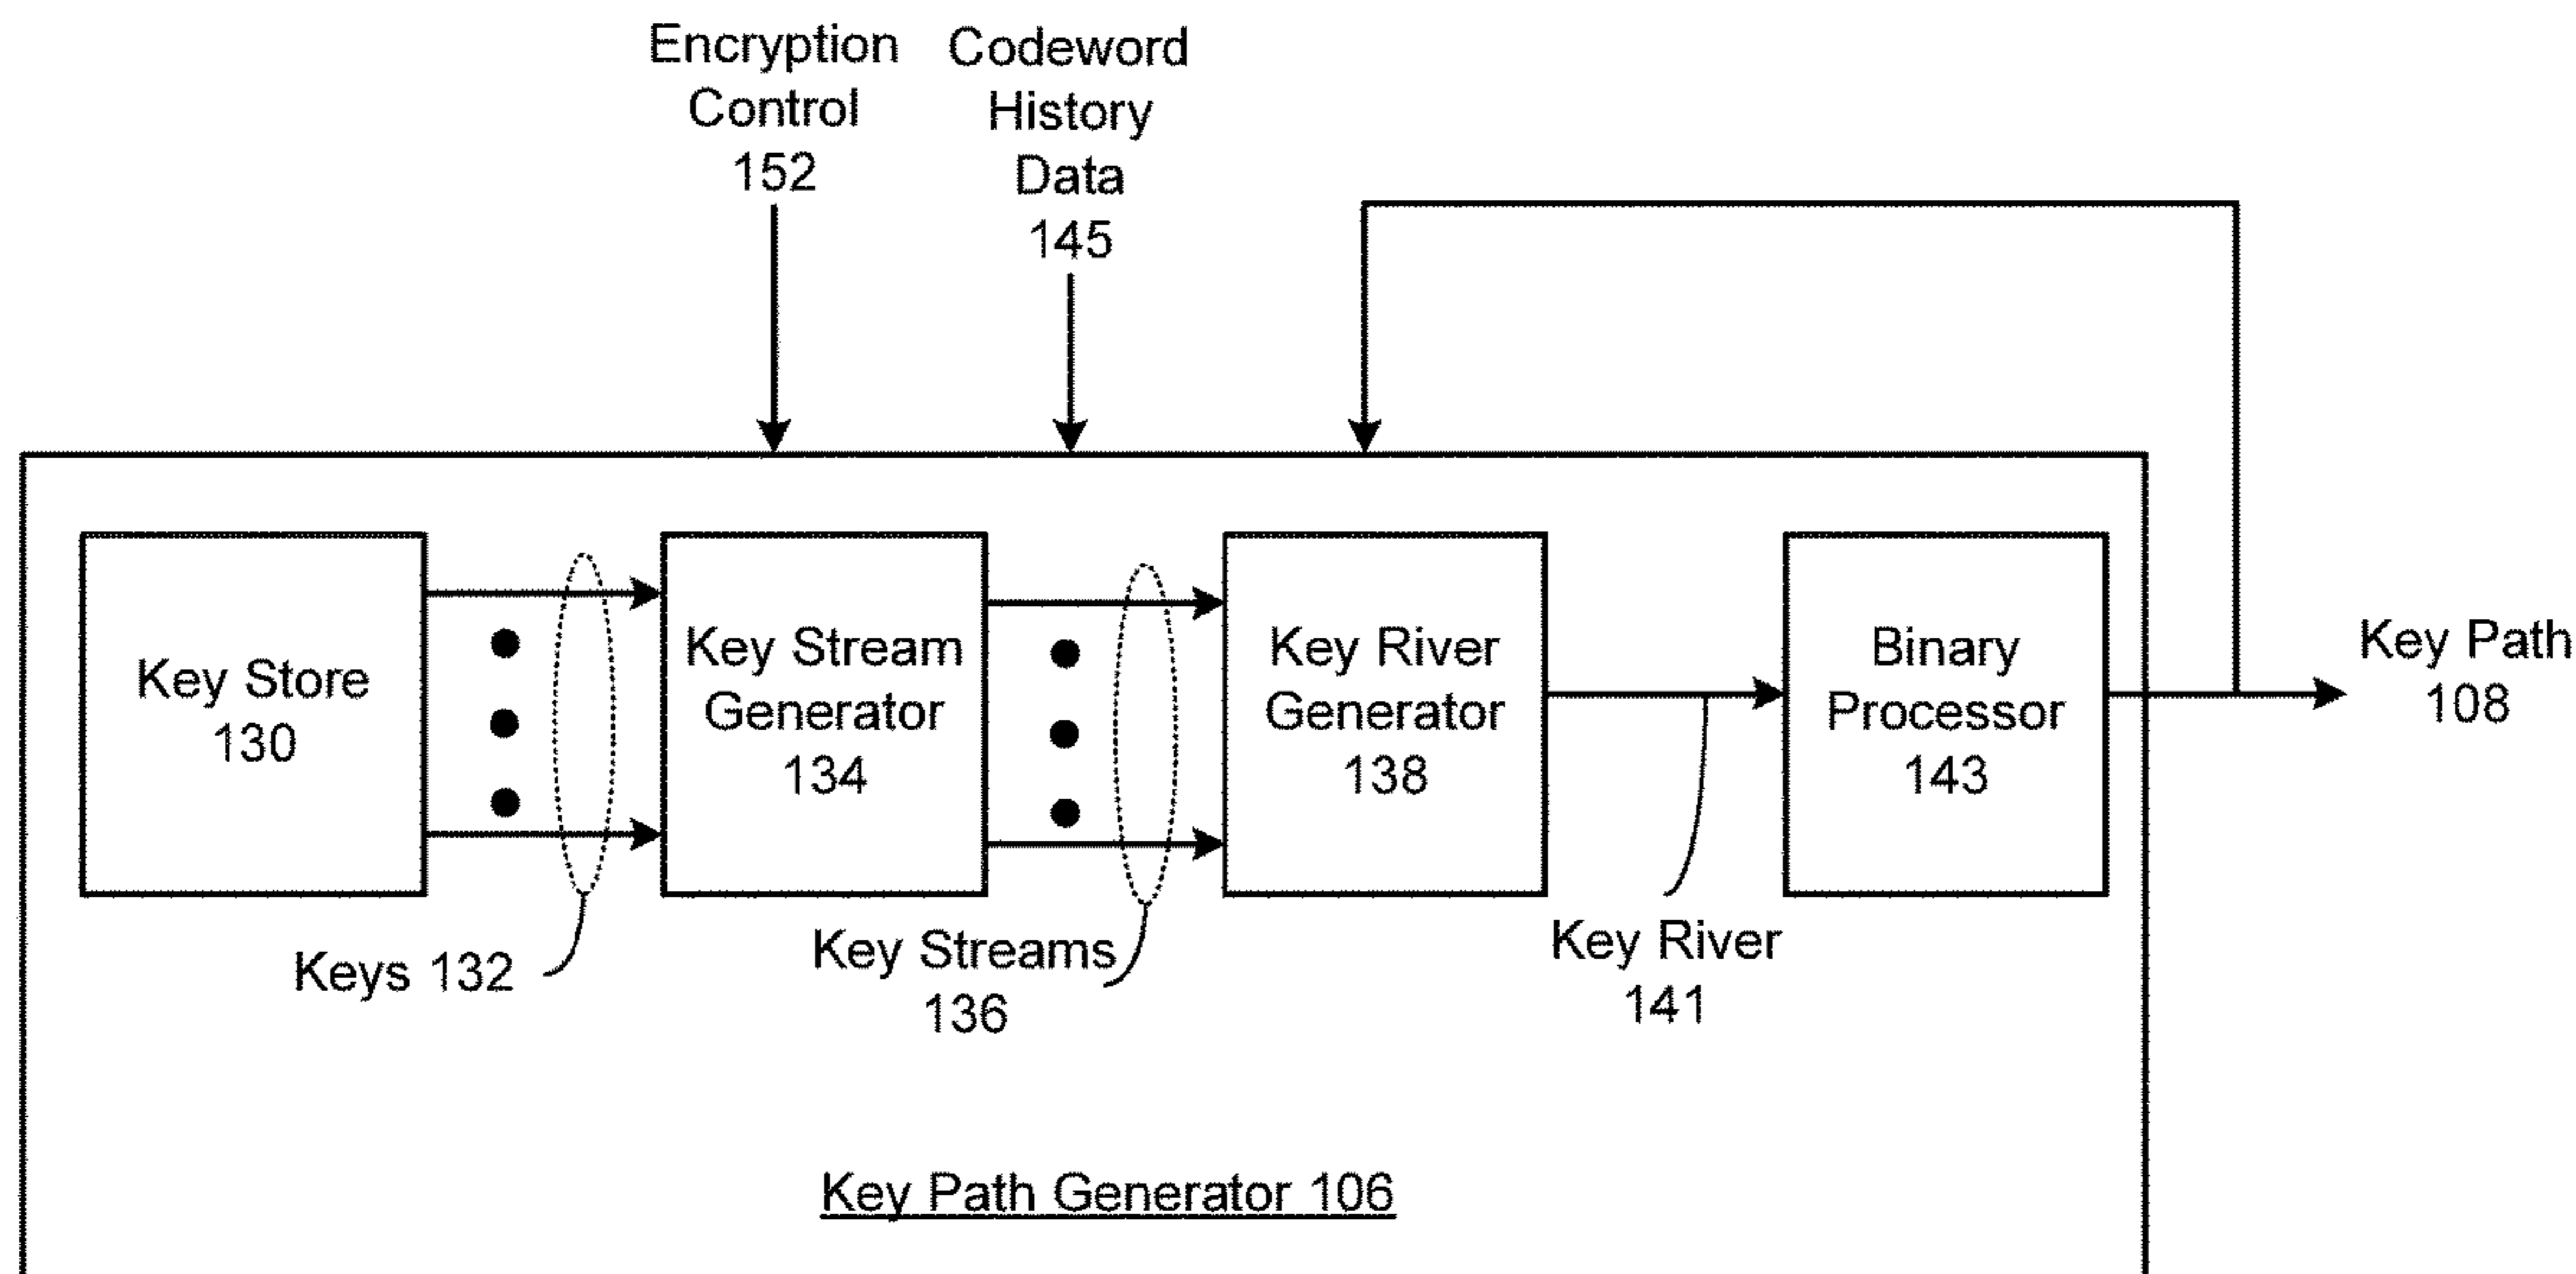 Encryption
Control
152
Codeword
History
Data
145
Key Store
130
Key Stream
Generator
134
Key River
Generator
138
Binary
Processor
143
Key Path
108
Keys 132
Key Streams
136
Key River
141
Key Path Generator 106